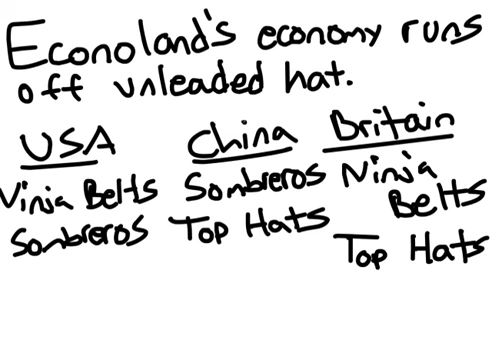 Econoland's economy runs
off unleaded hat.
USA China Britain
Ninja Belts Sombreros Ninja
Belts
Sombreros Top Hats
Top Hats